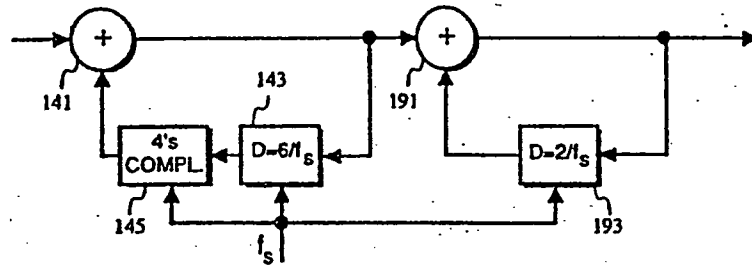 +
+
141
191
143
4's
COMPL.
D=6/fs
D=2/fs
145
193
fs